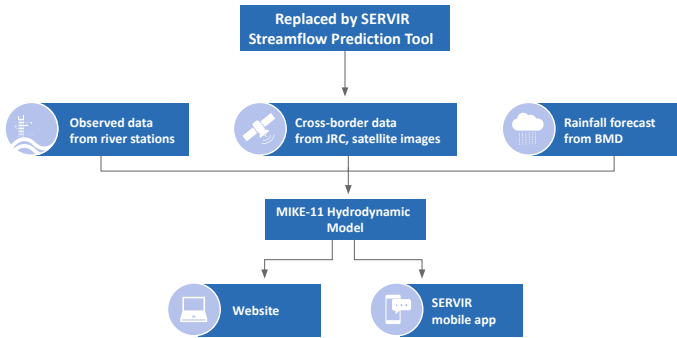 Replaced by SERVIR
Streamflow Prediction Tool
Observed data
from river stations
Cross-border data
from JRC, satellite images
Rainfall forecast
from BMD
MIKE-11 Hydrodynamic
Model
Website
SERVIR
mobile app